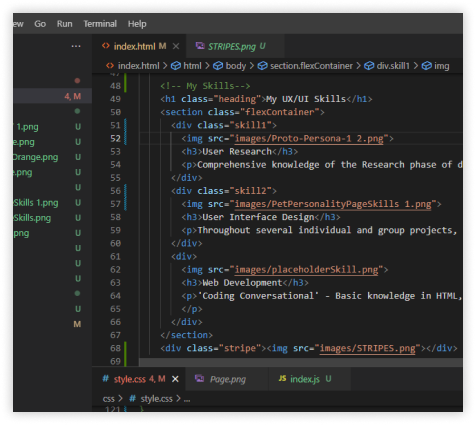 ew Go Run Terminal Help
··· <> index.html M × STRIPES.png U
<> index.html > html > body > section.flexContainer > div.skill1 > img
47
48 <!-- My Skills-->
4, M 49 <h1 class="heading">My UX/UI Skills</h1>
50 <section class="flexContainer">
1.png U 51 <div class="skill1">
e.png U 52 <img src="images/Proto-Persona-1 2.png">
Orange.png U 53 <h3>User Research</h3>
e.png U 54 <p>Comprehensive knowledge of the Research phase of d
U 55 </div>
56 <div class="skill2">
Skills 1.png U 57 <img src="images/PetPersonalityPageSkills 1.png">
Skills.png U 58 <h3>User Interface Design</h3>
png U 59 <p>Throughout several individual and group projects,
U 60 </div>
U 61 <div>
U 62 <img src="images/placeholderSkill.png">
63 <h3>Web Development</h3>
64 <p>'Coding Conversational' - Basic knowledge in HTML,
U 65 </p>
M 66 </div>
67 </section>
68 <div class="stripe"><img src="images/STRIPES.png"></div>
69
# style.css 4, M × Page.png JS index.js U
css > # style.css > ...
121 }